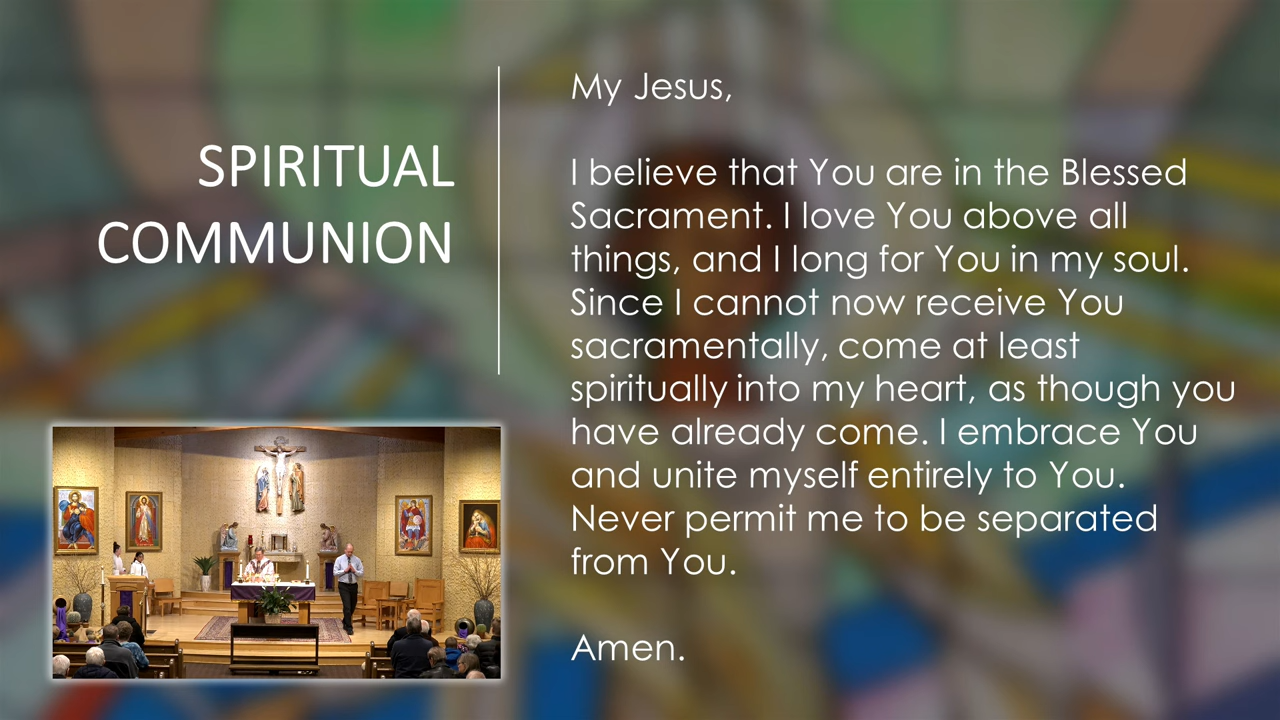 SPIRITUAL
COMMUNION
My Jesus,
I believe that You are in the Blessed
Sacrament. I love You above all
things, and I long for You in my soul.
Since I cannot now receive You
sacramentally, come at least
spiritually into my heart, as though you
have already come. I embrace You
and unite myself entirely to You.
Never permit me to be separated
from You.
Amen.